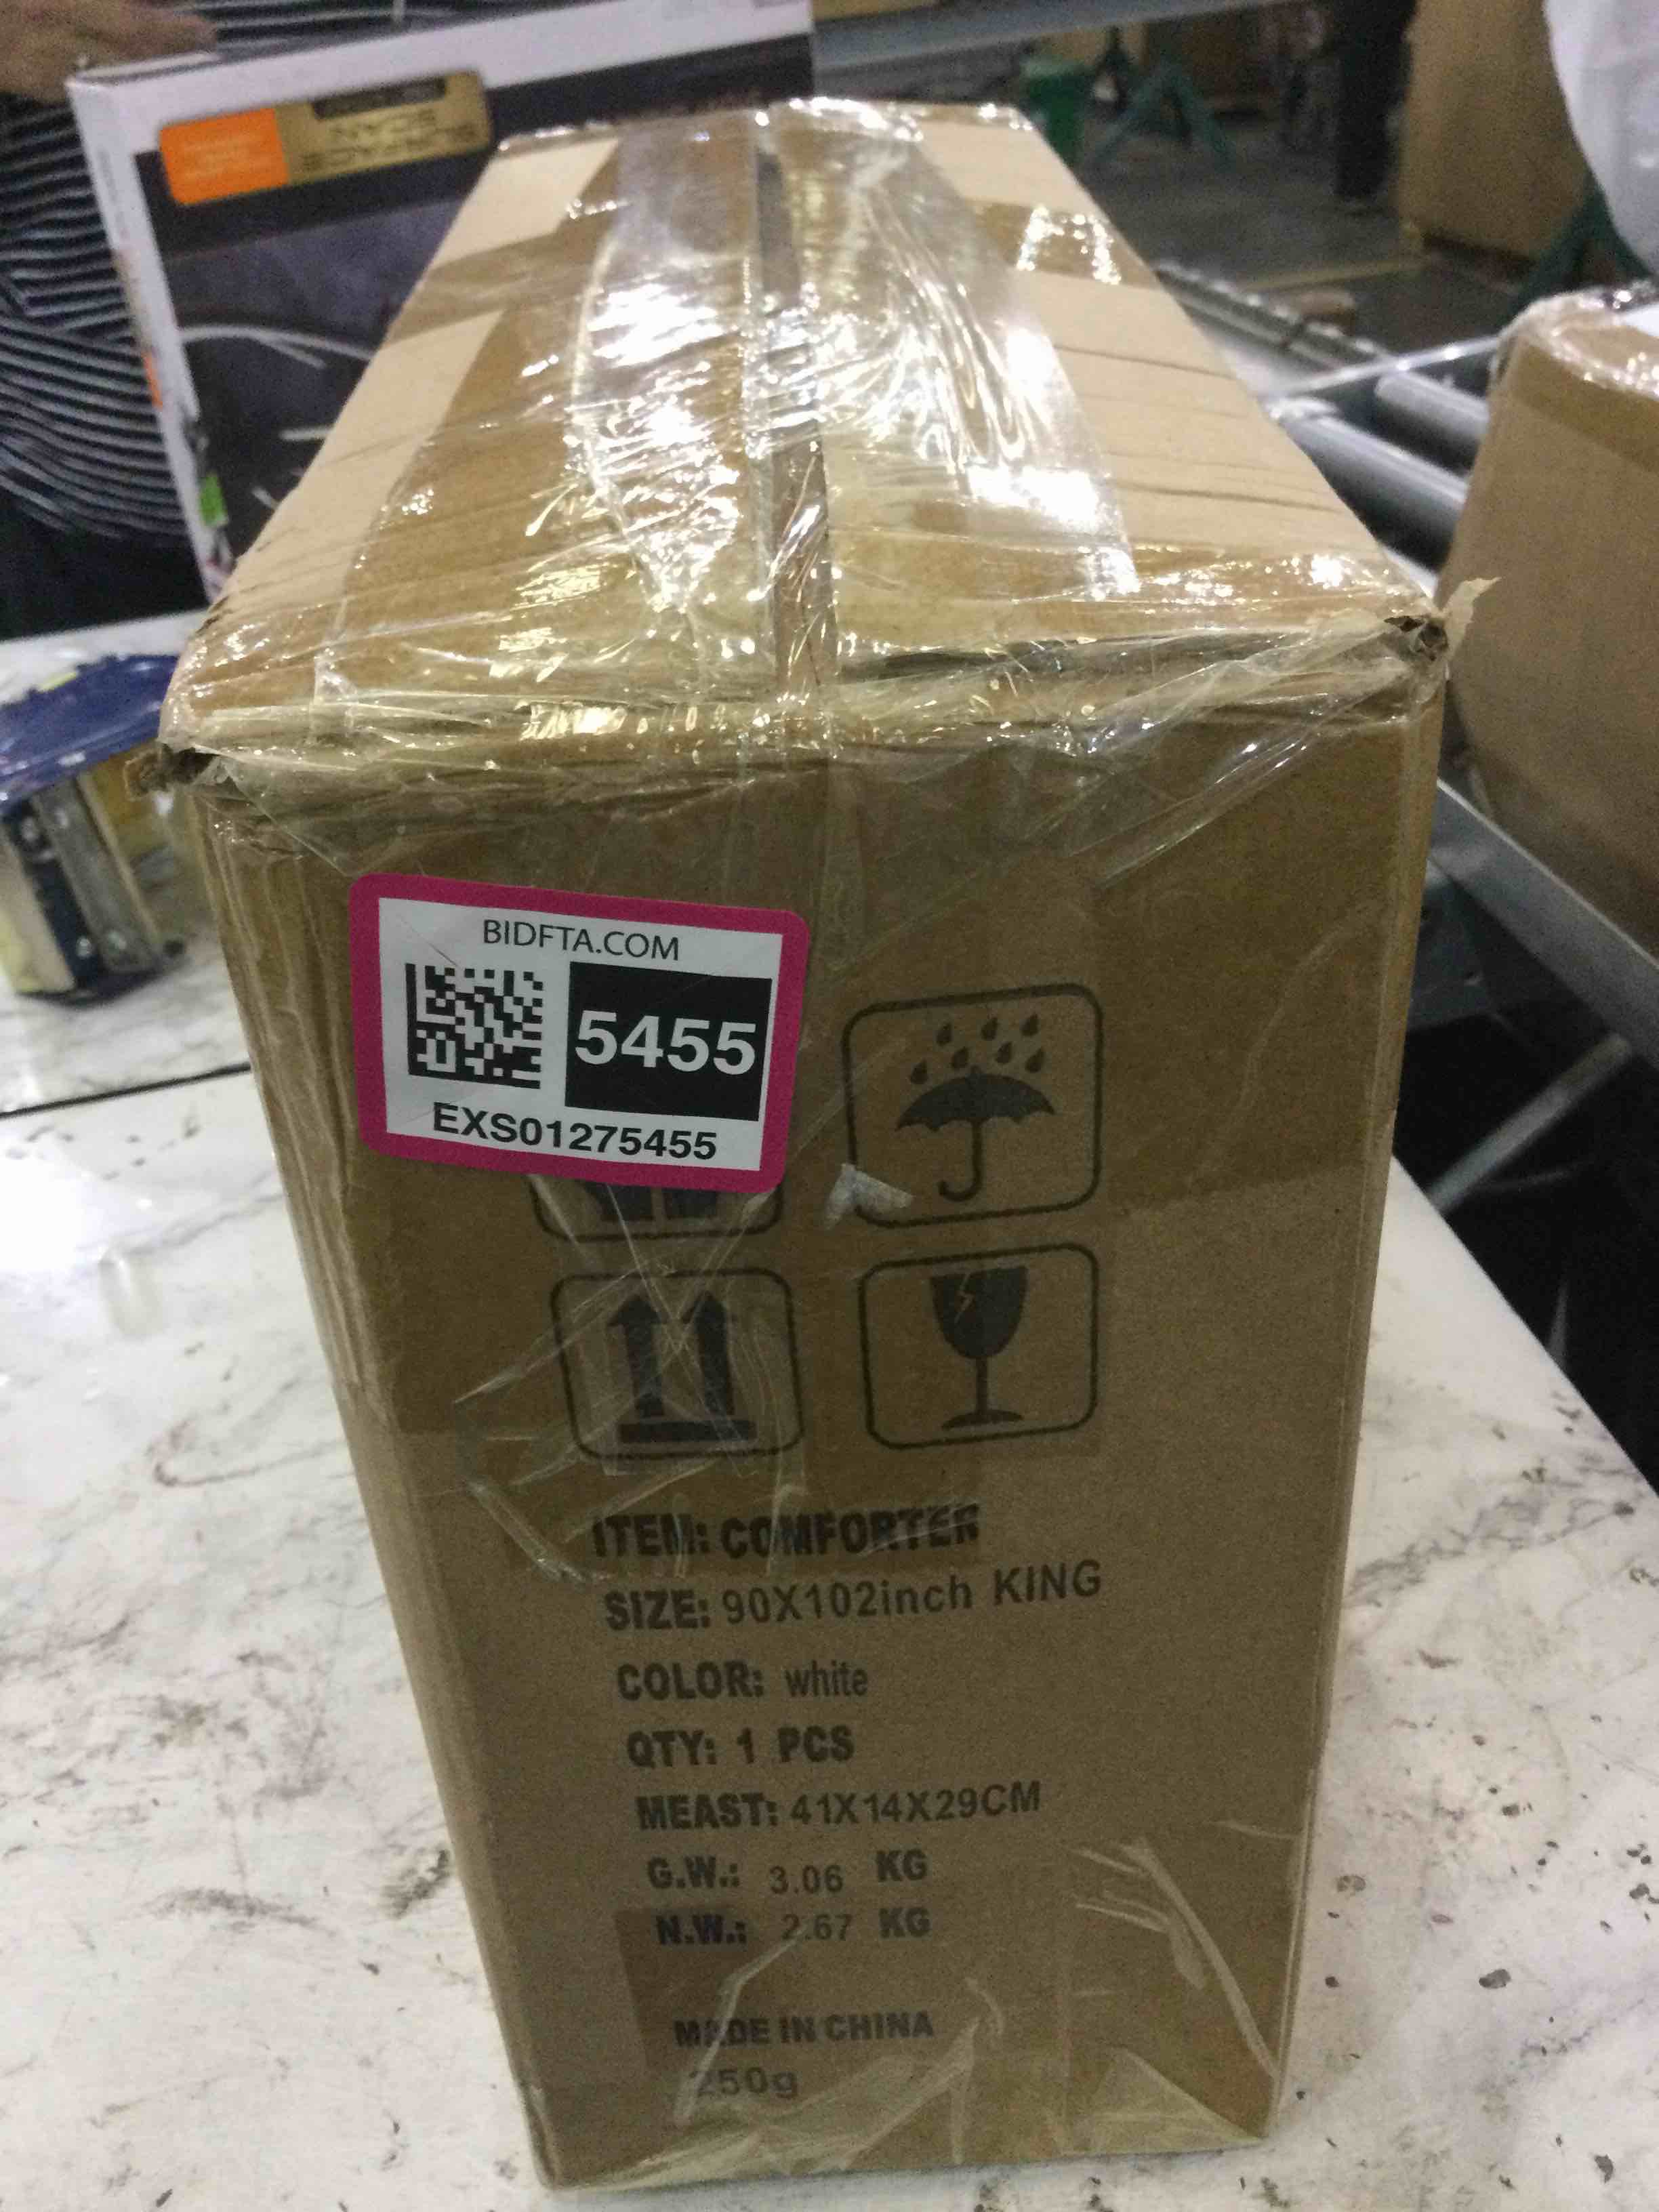 BIDFTA.COM
5455
EXS01275455
ITEM: COMFORTER
SIZE: 90X102inch KING
COLOR: white
QTY: 1 PCS
MEAST: 41X14X29CM
G.W.: 3.06 KG
N.W.: 2.67 KG
MADE IN CHINA
250g